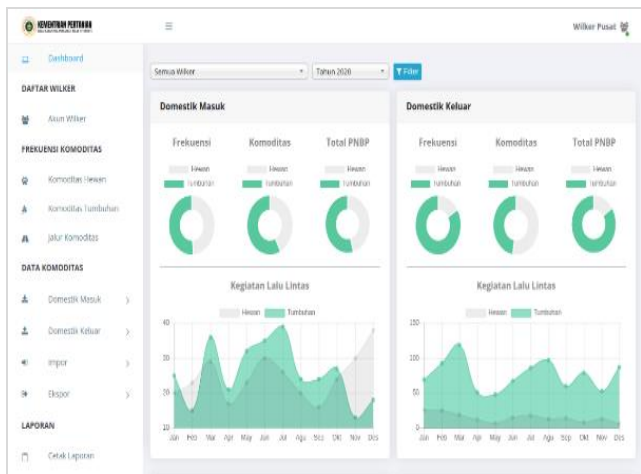 KEMENTRIAN PERTANIAN
Wilker Pusat
Dashboard
DAFTAR WILKER
Akun Wilker
FREKUENSI KOMODITAS
Komoditas Hewan
Komoditas Tumbuhan
Jalur Komoditas
DATA KOMODITAS
Domestik Masuk
Domestik Keluar
Impor
Ekspor
LAPORAN
Cetak Laporan
Semua Wilker
Tahun 2020
Filter
Domestik Masuk
Frekuensi Komoditas Total PNBP
Hewan Hewan Hewan
Tumbuhan Tumbuhan Tumbuhan
Kegiatan Lalu Lintas
Hewan Tumbuhan
40
30
20
10
Jan Feb Mar Apr May Jun Jul Agu Sep Okt Nov Des
Domestik Keluar
Frekuensi Komoditas Total PNBP
Hewan Hewan Hewan
Tumbuhan Tumbuhan Tumbuhan
Kegiatan Lalu Lintas
Hewan Tumbuhan
150
100
50
0
Jan Feb Mar Apr May Jun Jul Agu Sep Okt Nov Des